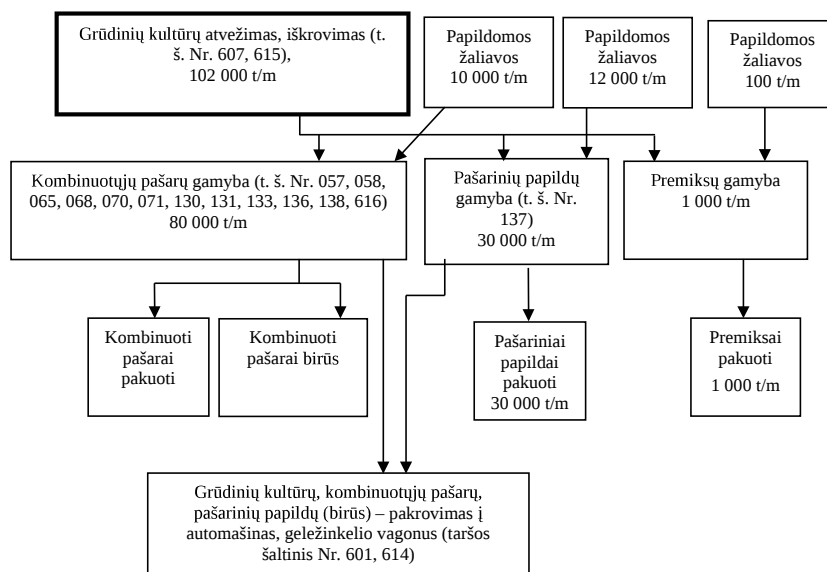 Grūdinių kultūrų atvežimas, iškrovimas (t.
š. Nr. 607, 615),
102 000 t/m
Papildomos
žaliavos
10 000 t/m
Papildomos
žaliavos
12 000 t/m
Papildomos
žaliavos
100 t/m
Kombinuotųjų pašarų gamyba (t. š. Nr. 057, 058,
065, 068, 070, 071, 130, 131, 133, 136, 138, 616)
80 000 t/m
Pašarinių papildų
gamyba (t. š. Nr.
137)
30 000 t/m
Premiksų gamyba
1 000 t/m
Kombinuoti
pašarai
pakuoti
Kombinuoti
pašarai birūs
Pašariniai
papildai
pakuoti
30 000 t/m
Premiksai
pakuoti
1 000 t/m
Grūdinių kultūrų, kombinuotųjų pašarų,
pašarinių papildų (birūs) – pakrovimas į
automašinas, geležinkelio vagonus (taršos
šaltinis Nr. 601, 614)